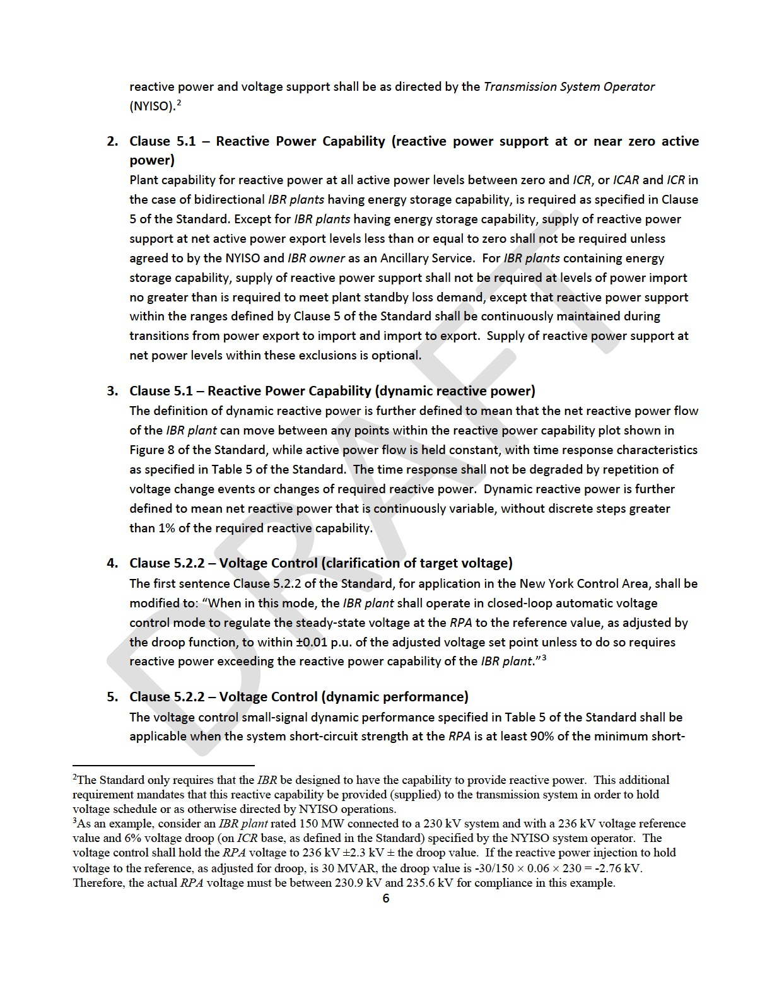 reactive power and voltage support shall be as directed by the Transmission System Operator
(NYISO).2
2. Clause 5.1 – Reactive Power Capability (reactive power support at or near zero active
power)
Plant capability for reactive power at all active power levels between zero and ICR, or ICAR and ICR in
the case of bidirectional IBR plants having energy storage capability, is required as specified in Clause
5 of the Standard. Except for IBR plants having energy storage capability, supply of reactive power
support at net active power export levels less than or equal to zero shall not be required unless
agreed to by the NYISO and IBR owner as an Ancillary Service.  For IBR plants containing energy
storage capability, supply of reactive power support shall not be required at levels of power import
no greater than is required to meet plant standby loss demand, except that reactive power support
within the ranges defined by Clause 5 of the Standard shall be continuously maintained during
transitions from power export to import and import to export.  Supply of reactive power support at
net power levels within these exclusions is optional.
3. Clause 5.1 – Reactive Power Capability (dynamic reactive power)
The definition of dynamic reactive power is further defined to mean that the net reactive power flow
of the IBR plant can move between any points within the reactive power capability plot shown in
Figure 8 of the Standard, while active power flow is held constant, with time response characteristics
as specified in Table 5 of the Standard.  The time response shall not be degraded by repetition of
voltage change events or changes of required reactive power.  Dynamic reactive power is further
defined to mean net reactive power that is continuously variable, without discrete steps greater
than 1% of the required reactive capability.
4. Clause 5.2.2 – Voltage Control (clarification of target voltage)
The first sentence Clause 5.2.2 of the Standard, for application in the New York Control Area, shall be
modified to: “When in this mode, the IBR plant shall operate in closed-loop automatic voltage
control mode to regulate the steady-state voltage at the RPA to the reference value, as adjusted by
the droop function, to within ±0.01 p.u. of the adjusted voltage set point unless to do so requires
reactive power exceeding the reactive power capability of the IBR plant.”3
5. Clause 5.2.2 – Voltage Control (dynamic performance)
The voltage control small-signal dynamic performance specified in Table 5 of the Standard shall be
applicable when the system short-circuit strength at the RPA is at least 90% of the minimum short-
2The Standard only requires that the IBR be designed to have the capability to provide reactive power.  This additional
requirement mandates that this reactive capability be provided (supplied) to the transmission system in order to hold
voltage schedule or as otherwise directed by NYISO operations.
3As an example, consider an IBR plant rated 150 MW connected to a 230 kV system and with a 236 kV voltage reference
value and 6% voltage droop (on ICR base, as defined in the Standard) specified by the NYISO system operator.  The
voltage control shall hold the RPA voltage to 236 kV ±2.3 kV ± the droop value.  If the reactive power injection to hold
voltage to the reference, as adjusted for droop, is 30 MVAR, the droop value is -30/150 × 0.06 × 230 = -2.76 kV.
Therefore, the actual RPA voltage must be between 230.9 kV and 235.6 kV for compliance in this example.
6
DRAFT